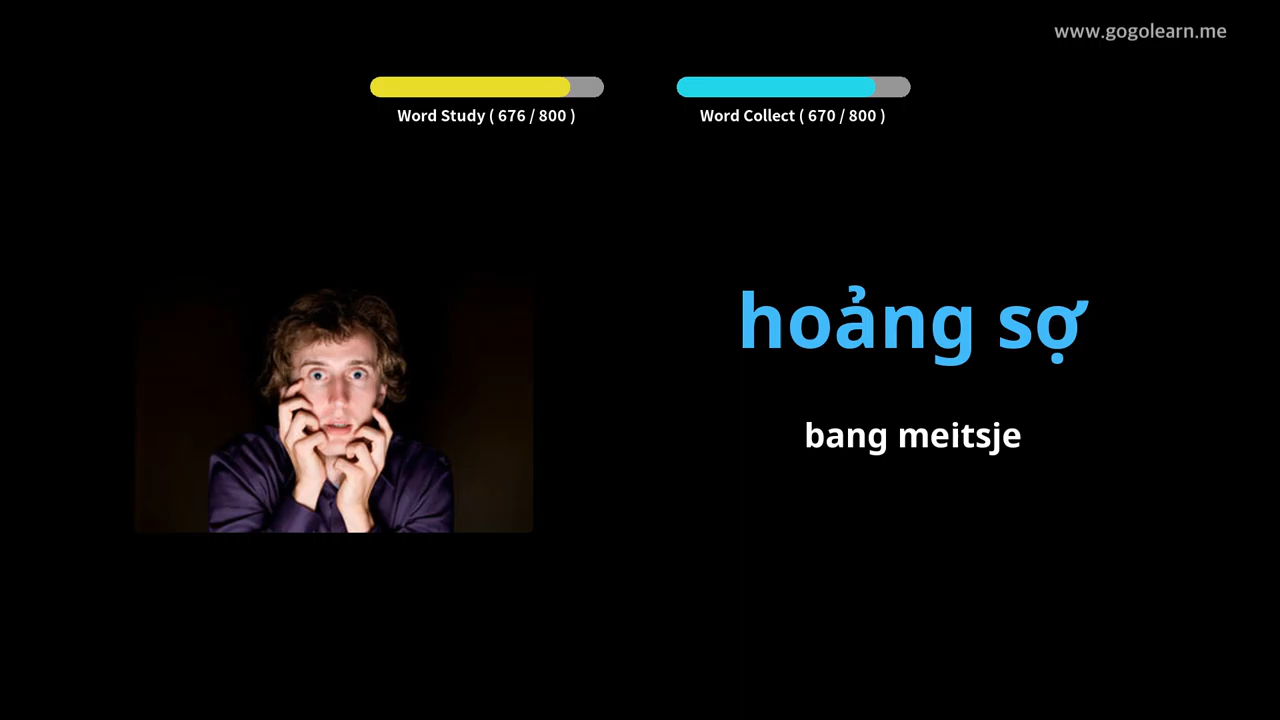 www.gogolearn.me
Word Study ( 676 / 800 )
Word Collect ( 670 / 800 )
hoảng sợ
bang meitsje